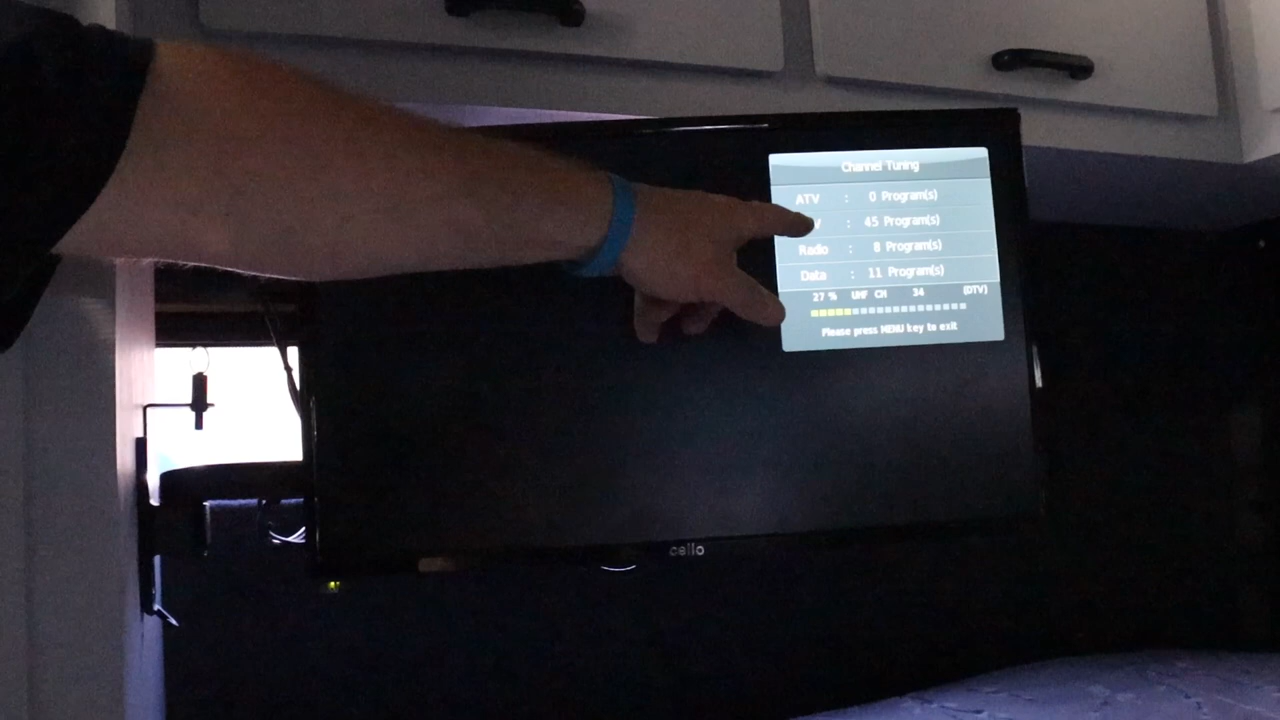 Channel Tuning
ATV : 0 Program(s)
V : 45 Program(s)
Radio : 8 Program(s)
Data : 11 Program(s)
27 % UHF CH 34 (DTV)
Please press MENU key to exit
cello